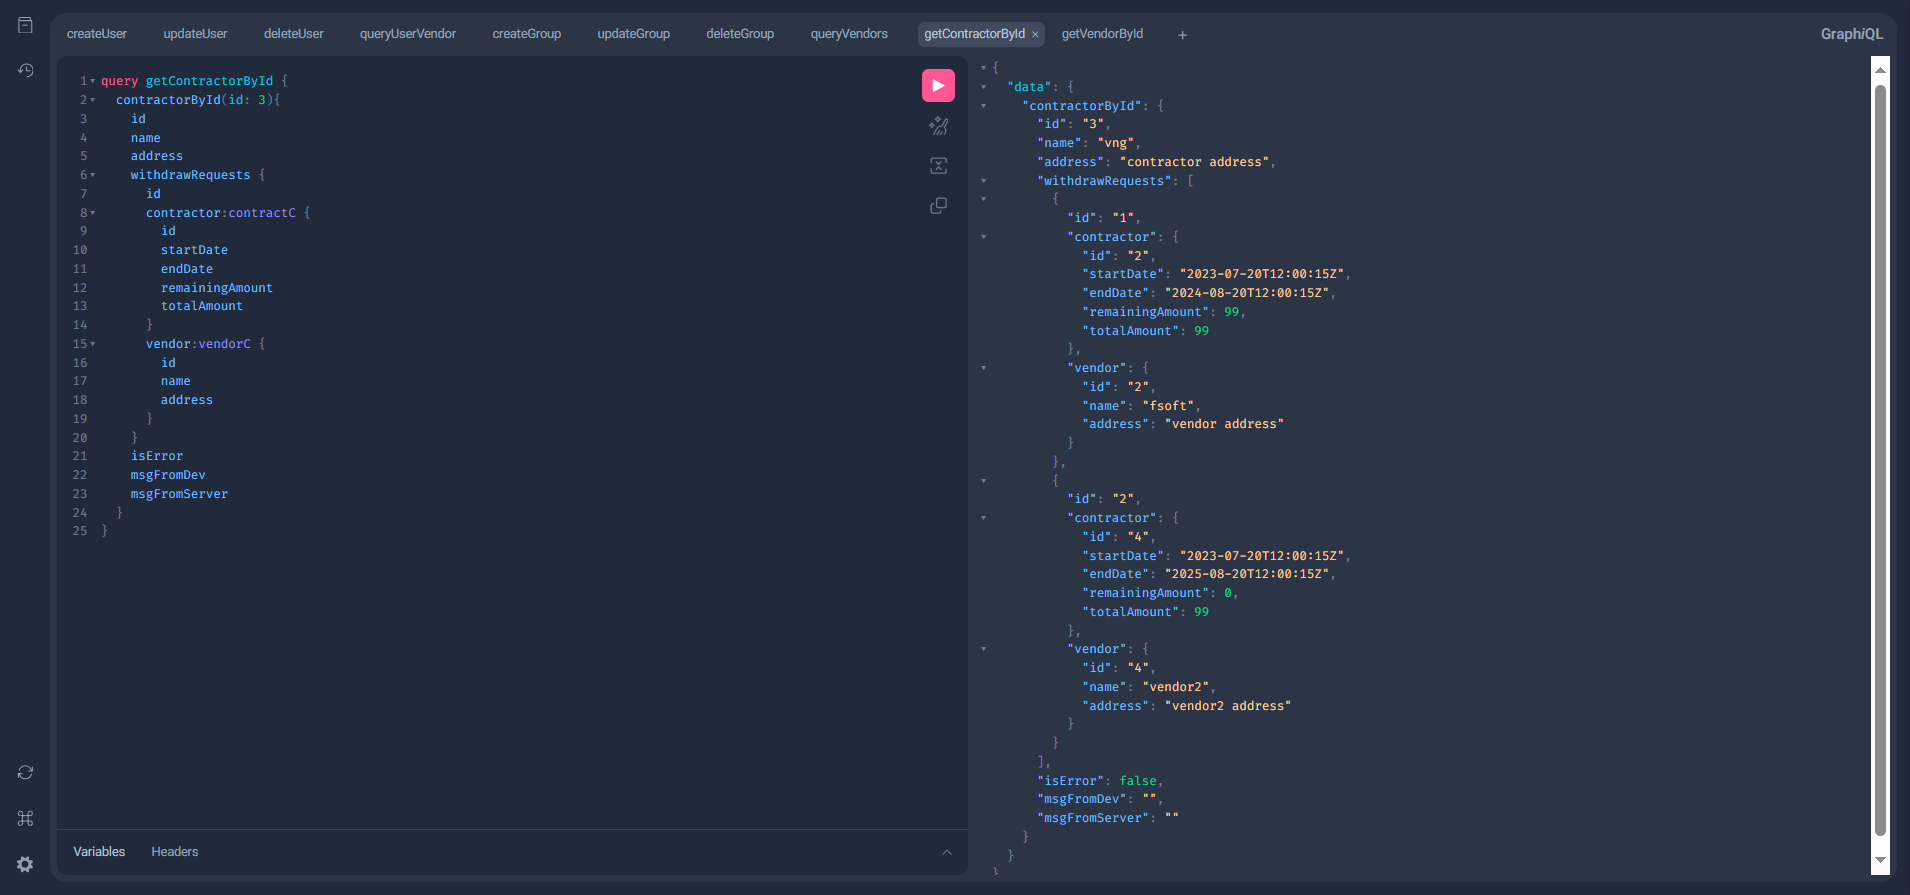 createUser updateUser deleteUser queryUserVendor createGroup updateGroup deleteGroup queryVendors getContractorById × getVendorById + GraphiQL
1 query getContractorById {
2 contractorById(id: 3){
3 id
4 name
5 address
6 withdrawRequests {
7 id
8 contractor:contractC {
9 id
10 startDate
11 endDate
12 remainingAmount
13 totalAmount
14 }
15 vendor:vendorC {
16 id
17 name
18 address
19 }
20 }
21 isError
22 msgFromDev
23 msgFromServer
24 }
25 }
Variables Headers
{
"data": {
"contractorById": {
"id": "3",
"name": "vng",
"address": "contractor address",
"withdrawRequests": [
{
"id": "1",
"contractor": {
"id": "2",
"startDate": "2023-07-20T12:00:15Z",
"endDate": "2024-08-20T12:00:15Z",
"remainingAmount": 99,
"totalAmount": 99
},
"vendor": {
"id": "2",
"name": "fsoft",
"address": "vendor address"
}
},
{
"id": "2",
"contractor": {
"id": "4",
"startDate": "2023-07-20T12:00:15Z",
"endDate": "2025-08-20T12:00:15Z",
"remainingAmount": 0,
"totalAmount": 99
},
"vendor": {
"id": "4",
"name": "vendor2",
"address": "vendor2 address"
}
}
],
"isError": false,
"msgFromDev": "",
"msgFromServer": ""
}
}
}